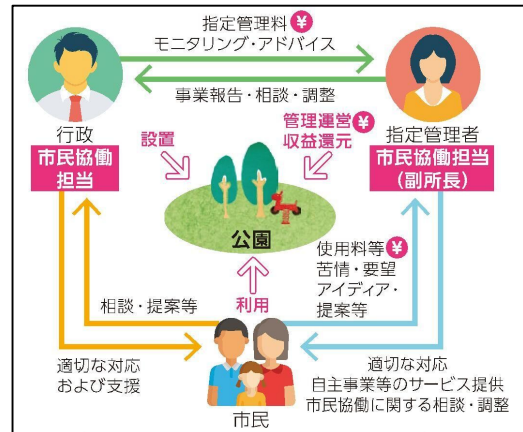 指定管理料¥
モニタリング・アドバイス
事業報告・相談・調整
行政
市民協働
担当
設置
管理運営¥
収益還元
指定管理者
市民協働担当
(副所長)
公園
利用
使用料等¥
苦情・要望
アイディア・
提案等
相談・提案等
適切な対応
および支援
市民
適切な対応
自主事業等のサービス提供
市民協働に関する相談・調整